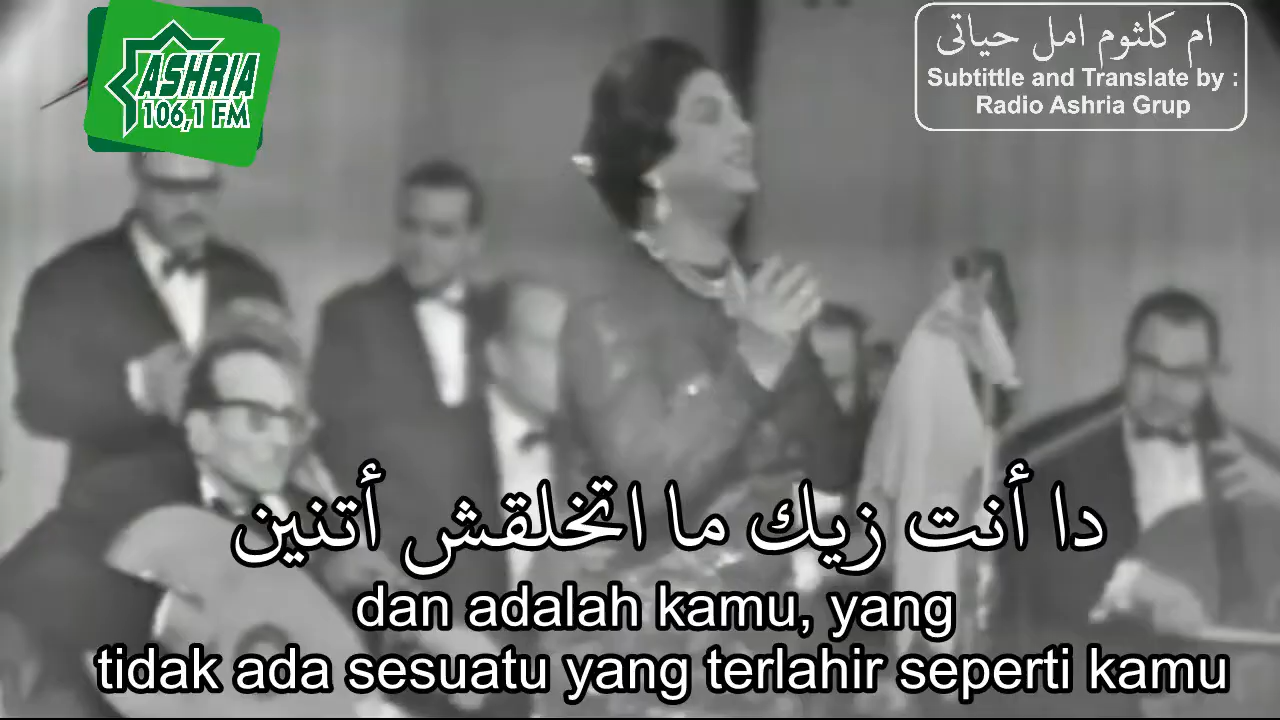 ASHRIA
106,1 FM
ام كلثوم امل حياتى
Subtittle and Translate by :
Radio Ashria Grup
دا أنت زيك ما اتخلقش أتنين
dan adalah kamu, yang
tidak ada sesuatu yang terlahir seperti kamu